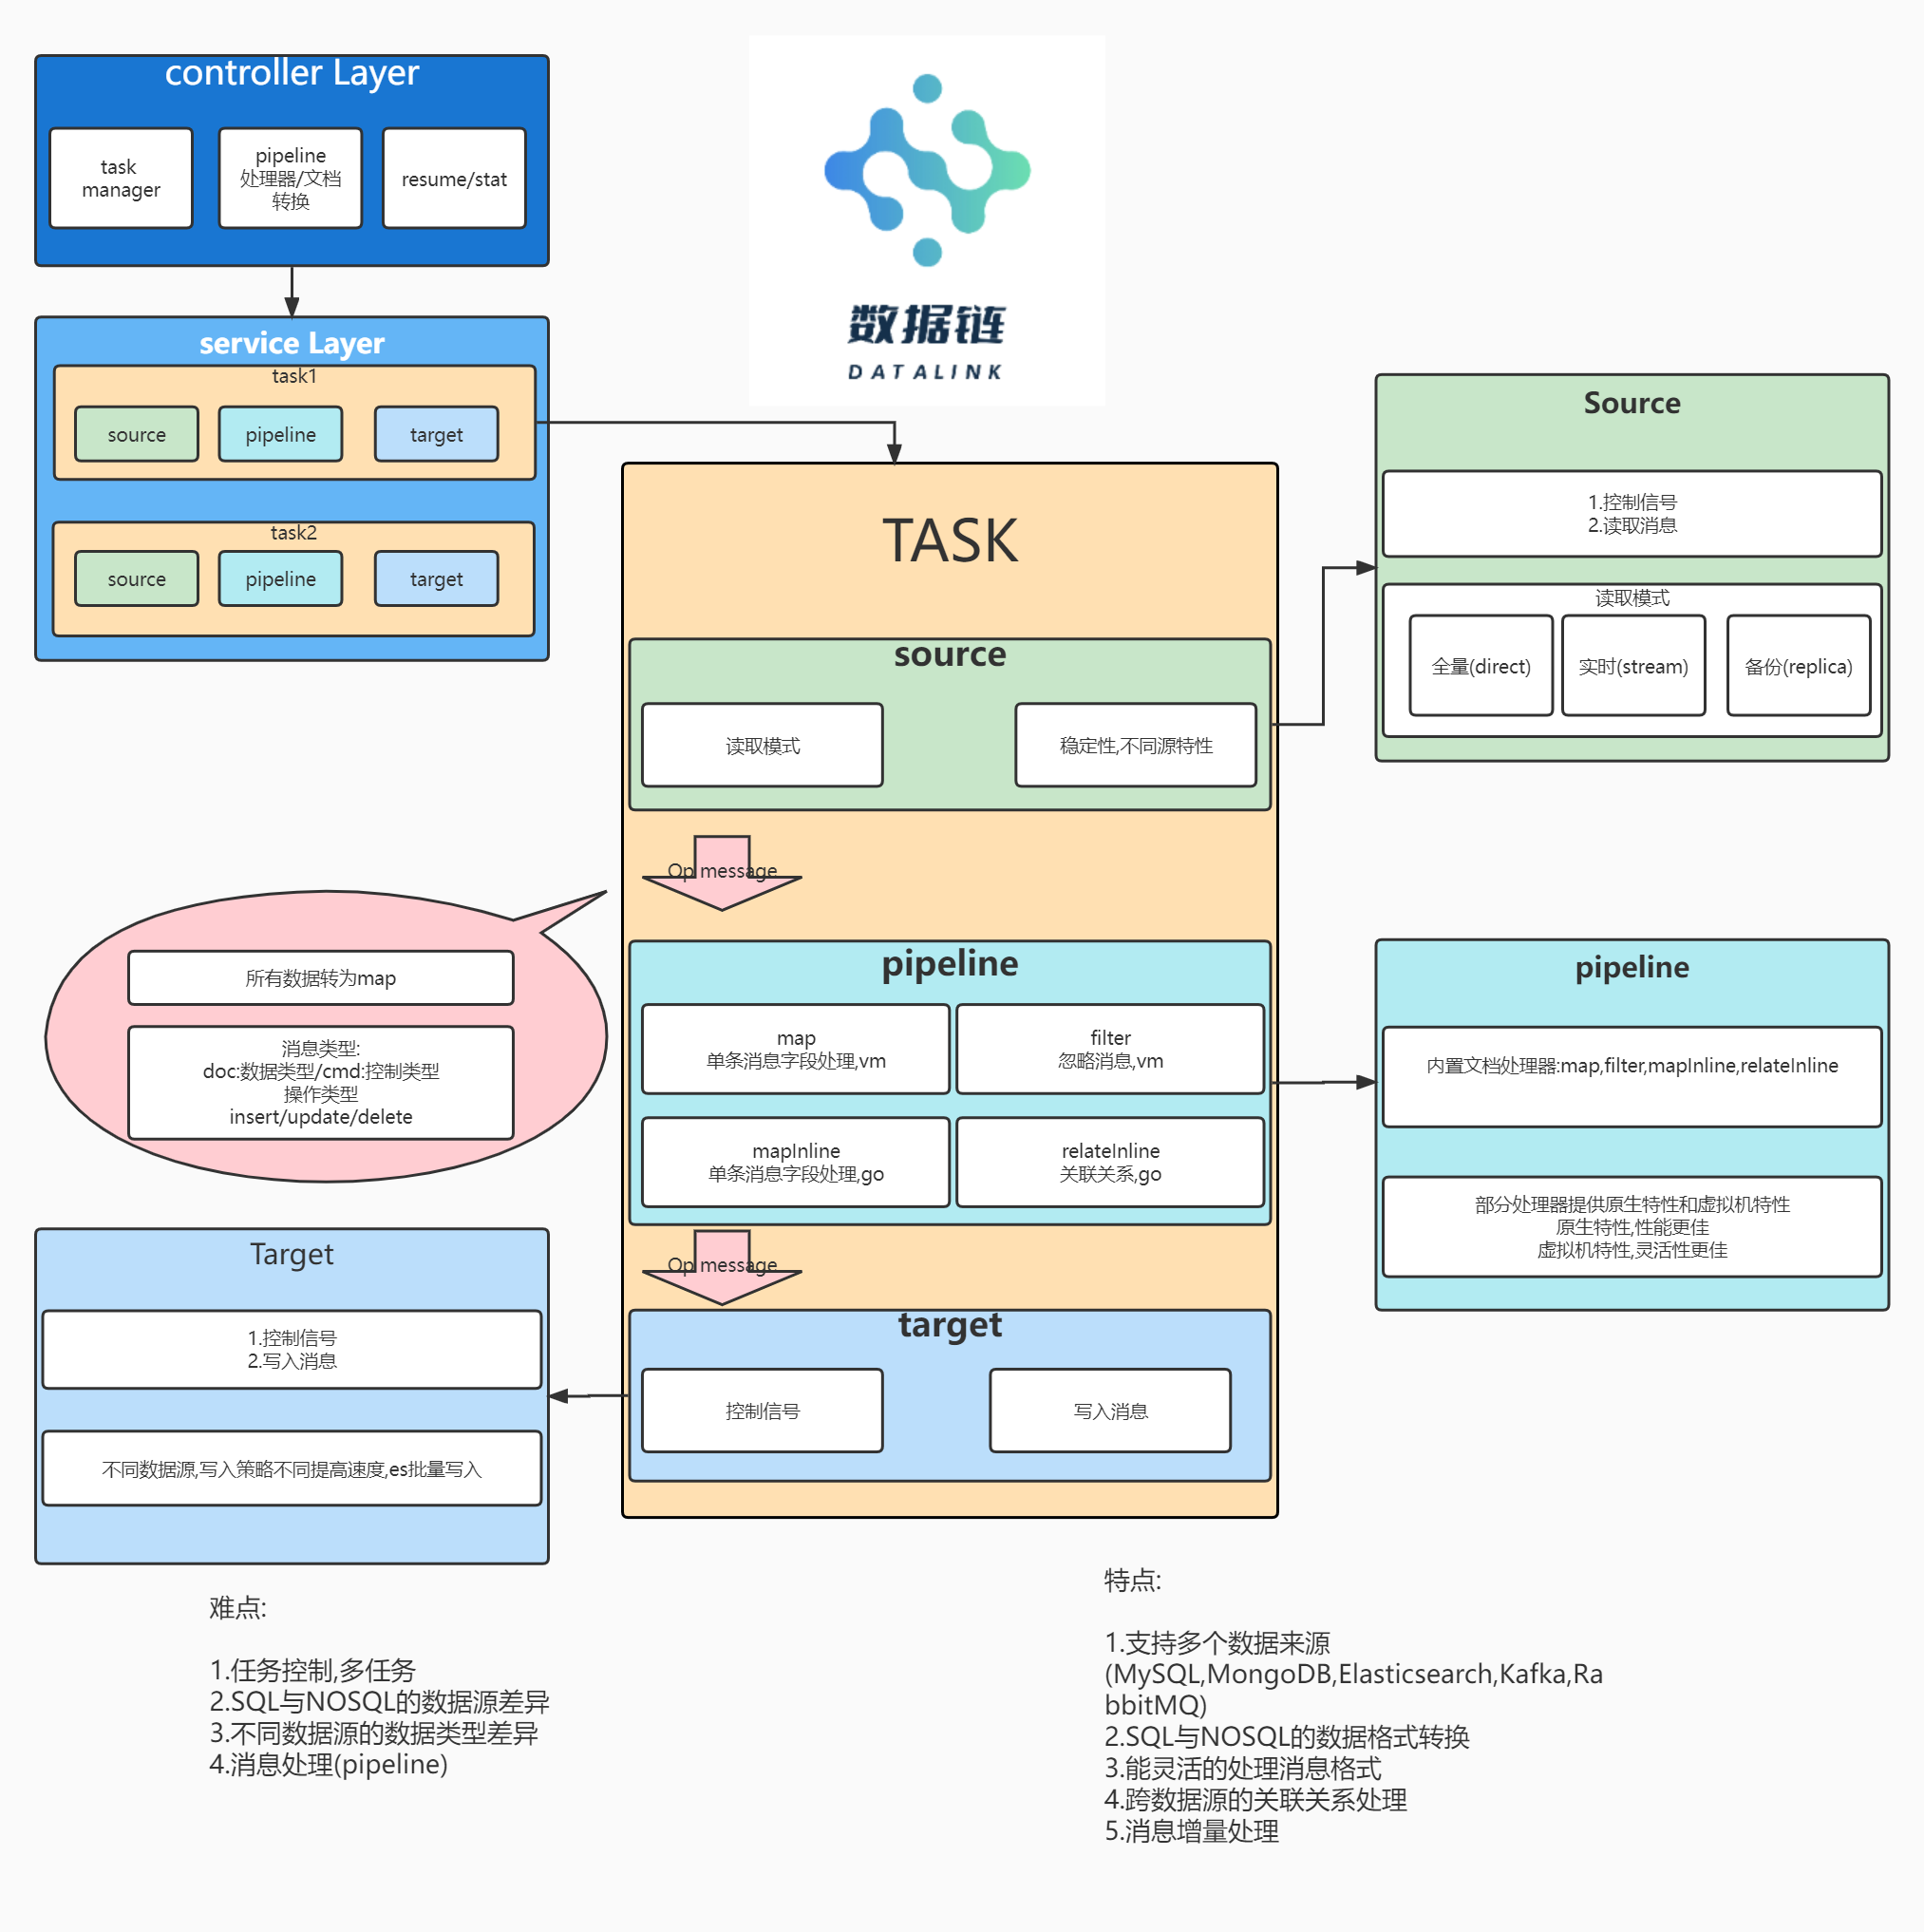 controller Layer
task
manager
pipeline
处理器/文档
转换
resume/stat
数据链
DATALINK
service Layer
task1
source
pipeline
target
task2
source
pipeline
target
TASK
source
读取模式
稳定性,不同源特性
Op message
pipeline
map
单条消息字段处理,vm
filter
忽略消息,vm
mapInline
单条消息字段处理,go
relateInline
关联关系,go
Op message
target
控制信号
写入消息
Source
1.控制信号
2.读取消息
读取模式
全量(direct)
实时(stream)
备份(replica)
所有数据转为map
消息类型:
doc:数据类型/cmd:控制类型
操作类型
insert/update/delete
pipeline
内置文档处理器:map,filter,mapInline,relateInline
部分处理器提供原生特性和虚拟机特性
原生特性,性能更佳
虚拟机特性,灵活性更佳
Target
1.控制信号
2.写入消息
不同数据源,写入策略不同提高速度,es批量写入
难点:
1.任务控制,多任务
2.SQL与NOSQL的数据源差异
3.不同数据源的数据类型差异
4.消息处理(pipeline)
特点:
1.支持多个数据来源
(MySQL,MongoDB,Elasticsearch,Kafka,Ra
bbitMQ)
2.SQL与NOSQL的数据格式转换
3.能灵活的处理消息格式
4.跨数据源的关联关系处理
5.消息增量处理